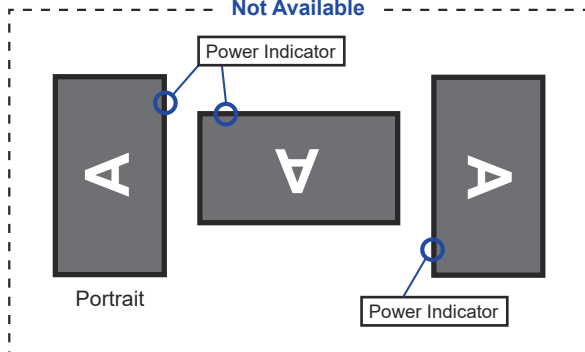 Not Available
Power Indicator
A
A
A
Portrait
Power Indicator